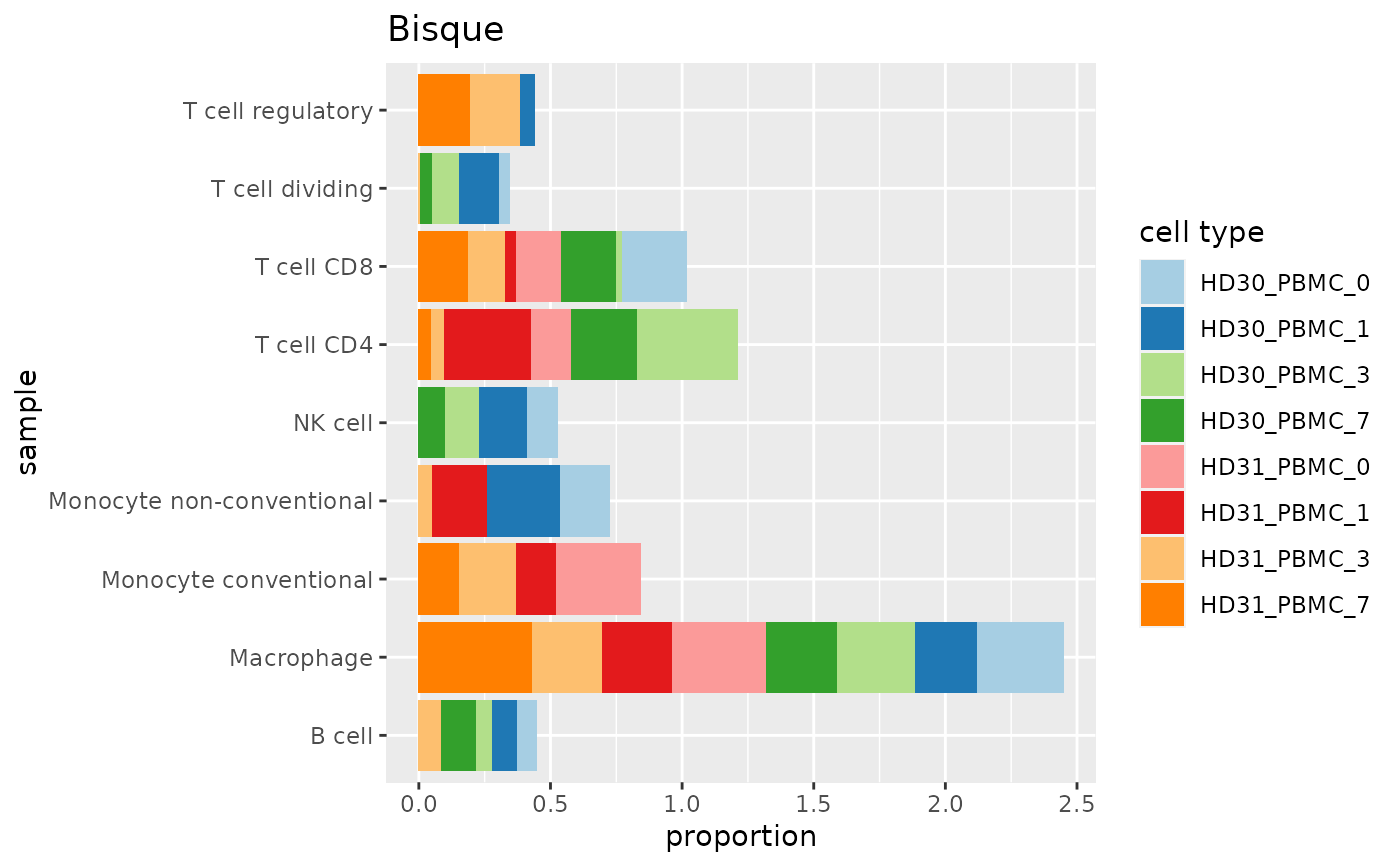 Bisque
T cell regulatory
T cell dividing
T cell CD8
T cell CD4
NK cell
Monocyte non-conventional
Monocyte conventional
Macrophage
B cell
sample
0.0 0.5 1.0 1.5 2.0 2.5
proportion
cell type
HD30_PBMC_0
HD30_PBMC_1
HD30_PBMC_3
HD30_PBMC_7
HD31_PBMC_0
HD31_PBMC_1
HD31_PBMC_3
HD31_PBMC_7